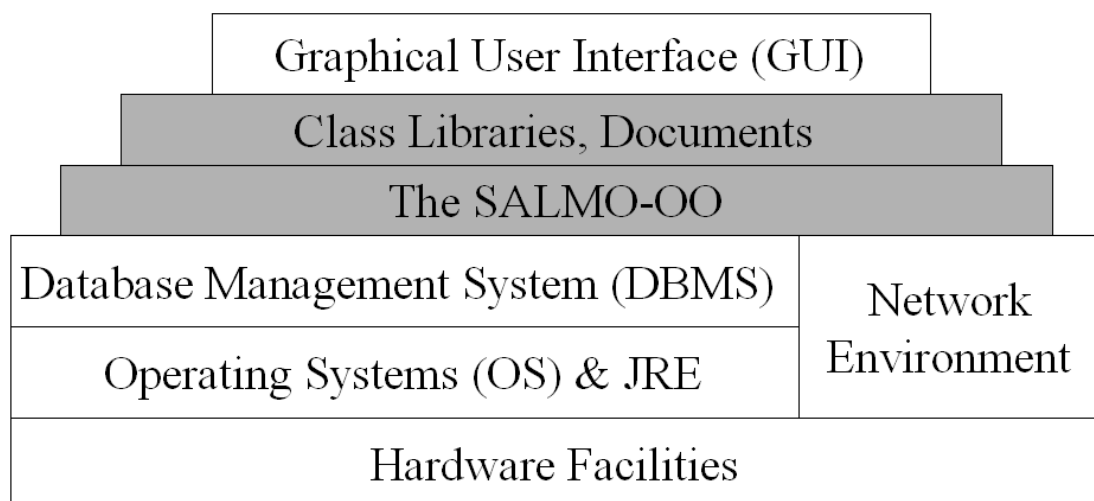 Graphical User Interface (GUI)
Class Libraries, Documents
The SALMO-OO
Database Management System (DBMS)
Operating Systems (OS) & JRE
Network
Environment
Hardware Facilities